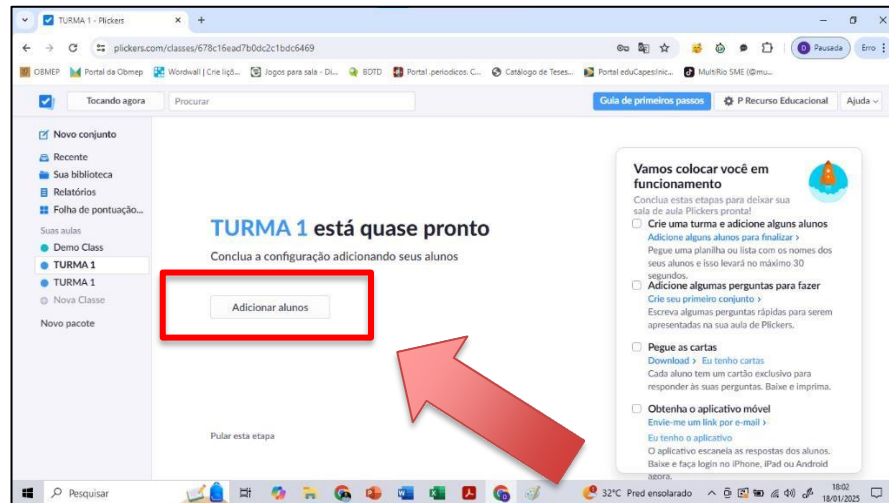 TURMA 1 - Plickers
plickers.com/classes/678c16ead7b0dc2c1bdc6469
Pausada
Erro
OBMEP
Portal da Obmep
Wordwall | Crie liçõ...
Jogos para sala - Di...
BDTD
Portal .periodicos. C...
Catálogo de Teses...
Portal eduCapesInic...
MultiRio SME (@mu...
Tocando agora
Procurar
Guia de primeiros passos
P Recurso Educacional
Ajuda
Novo conjunto
Recente
Sua biblioteca
Relatórios
Folha de pontuação...
Suas aulas
Demo Class
TURMA 1
TURMA 1
Nova Classe
Novo pacote
TURMA 1 está quase pronto
Conclua a configuração adicionando seus alunos
Adicionar alunos
Pular esta etapa
Vamos colocar você em
funcionamento
Conclua estas etapas para deixar sua
sala de aula Plickers pronta!
Crie uma turma e adicione alguns alunos
Adicione alguns alunos para finalizar >
Pegue uma planilha ou lista com os nomes dos
seus alunos e isso levará no máximo 30
segundos.
Adicione algumas perguntas para fazer
Crie seu primeiro conjunto >
Escreva algumas perguntas rápidas para serem
apresentadas na sua aula de Plickers.
Pegue as cartas
Download > Eu tenho cartas
Cada aluno tem um cartão exclusivo para
responder às suas perguntas. Baixe e imprima.
Obtenha o aplicativo móvel
Envie-me um link por e-mail >
Eu tenho o aplicativo
O aplicativo escaneia as respostas dos alunos.
Baixe e faça login no iPhone, iPad ou Android
agora.
Pesquisar
32°C Pred ensolarado
18:02
18/01/2025